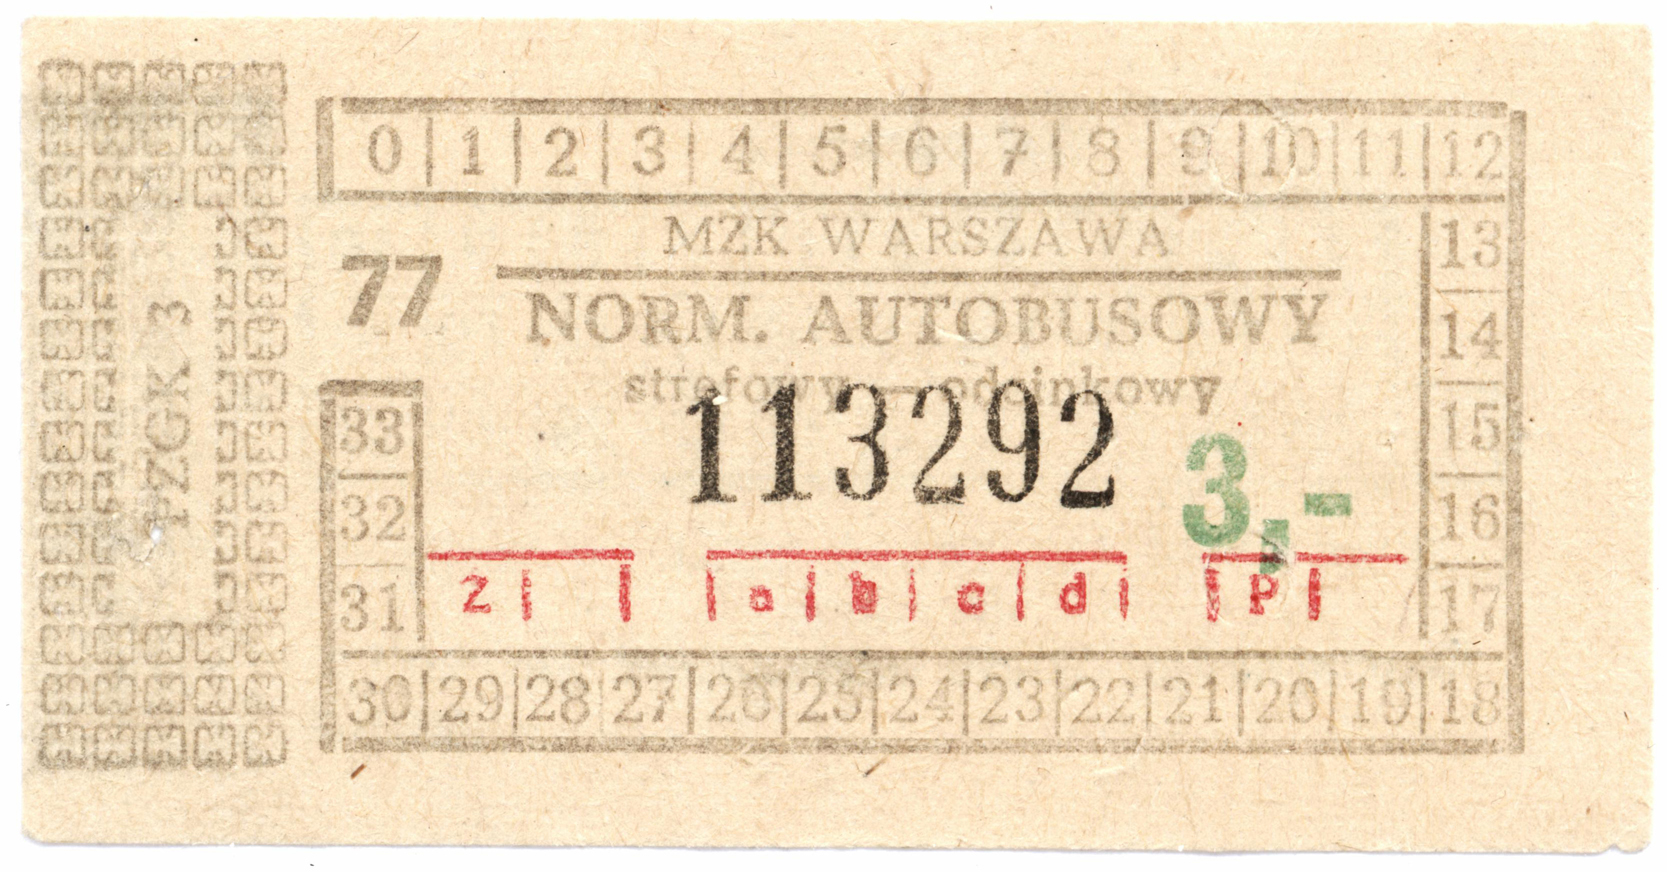 0 1 2 3 4 5 6 7 8 9 10 11 12
MZK WARSZAWA
13
77
NORM. AUTOBUSOWY
14
strefowy — odcinkowy
PZGK 3
33
113292
3,-
15
32
16
31
Z a b c d P
17
30 29 28 27 26 25 24 23 22 21 20 19 18